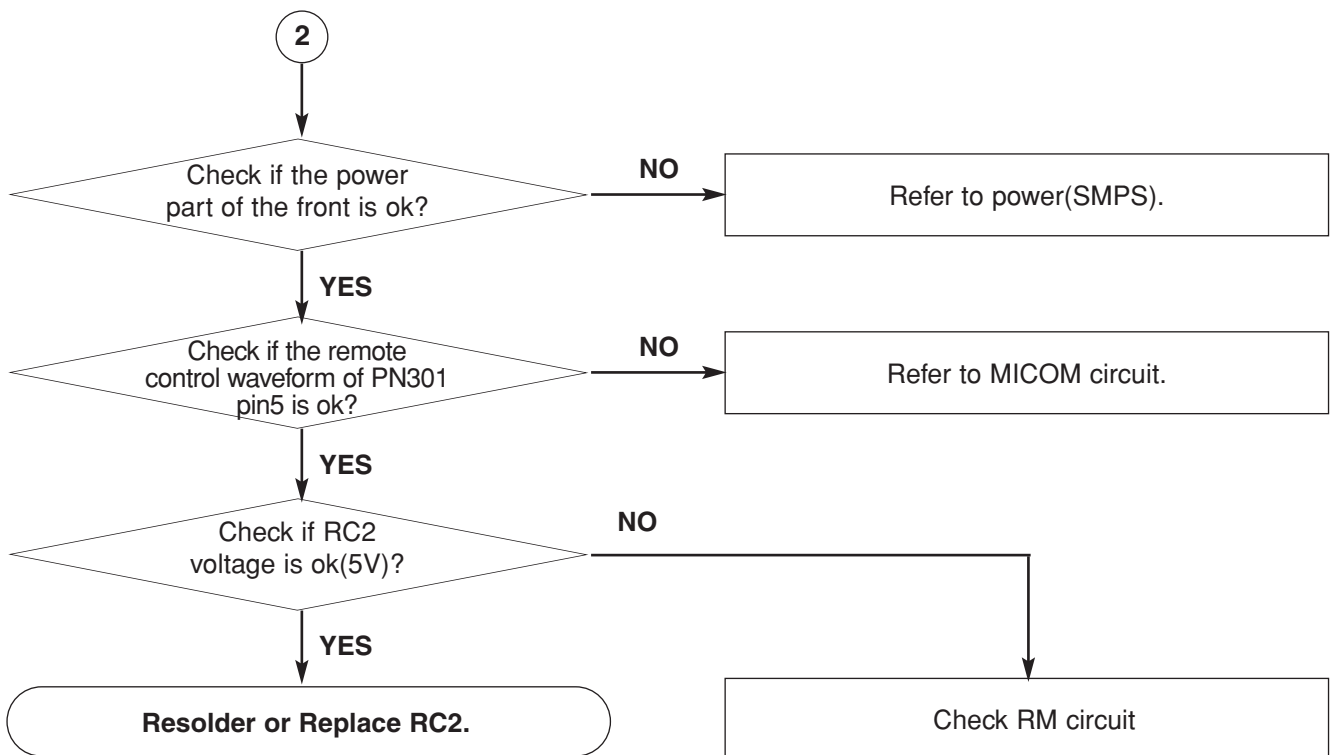 2
Check if the power
part of the front is ok?
NO
Refer to power(SMPS).
YES
Check if the remote
control waveform of PN301
pin5 is ok?
NO
Refer to MICOM circuit.
YES
Check if RC2
voltage is ok(5V)?
NO
YES
Resolder or Replace RC2.
Check RM circuit